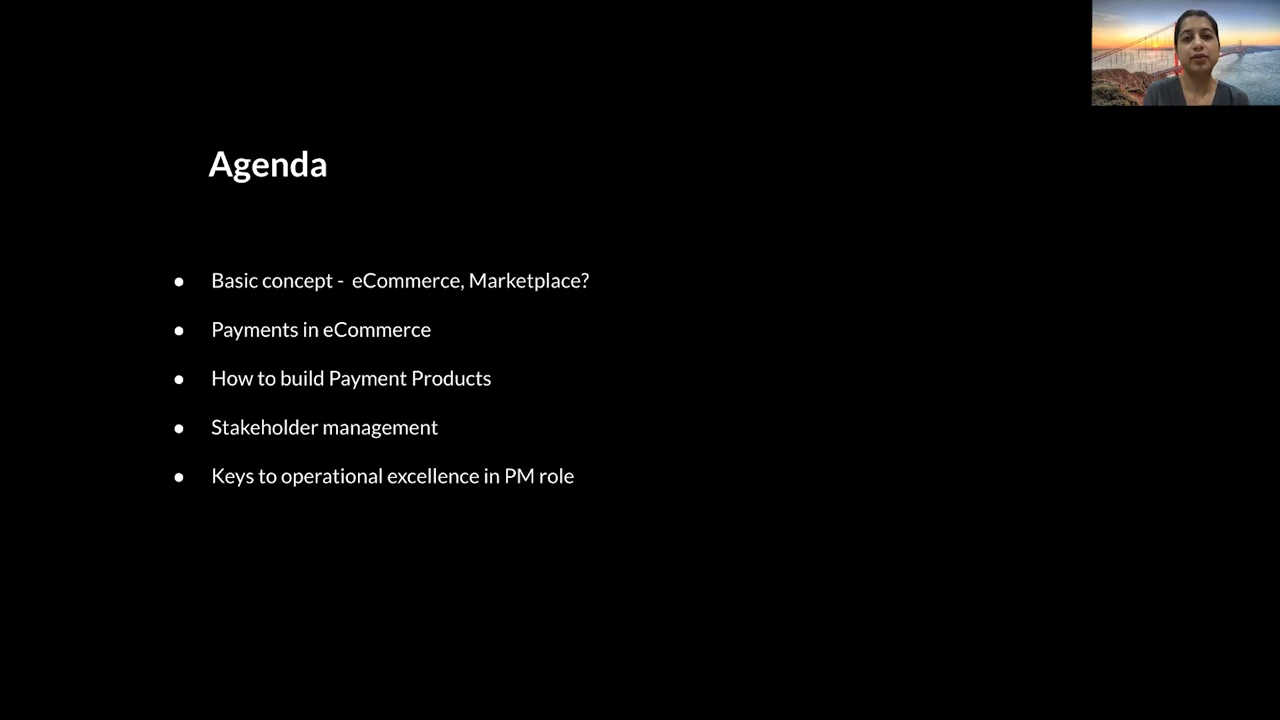 Agenda
● Basic concept - eCommerce, Marketplace?
● Payments in eCommerce
● How to build Payment Products
● Stakeholder management
● Keys to operational excellence in PM role